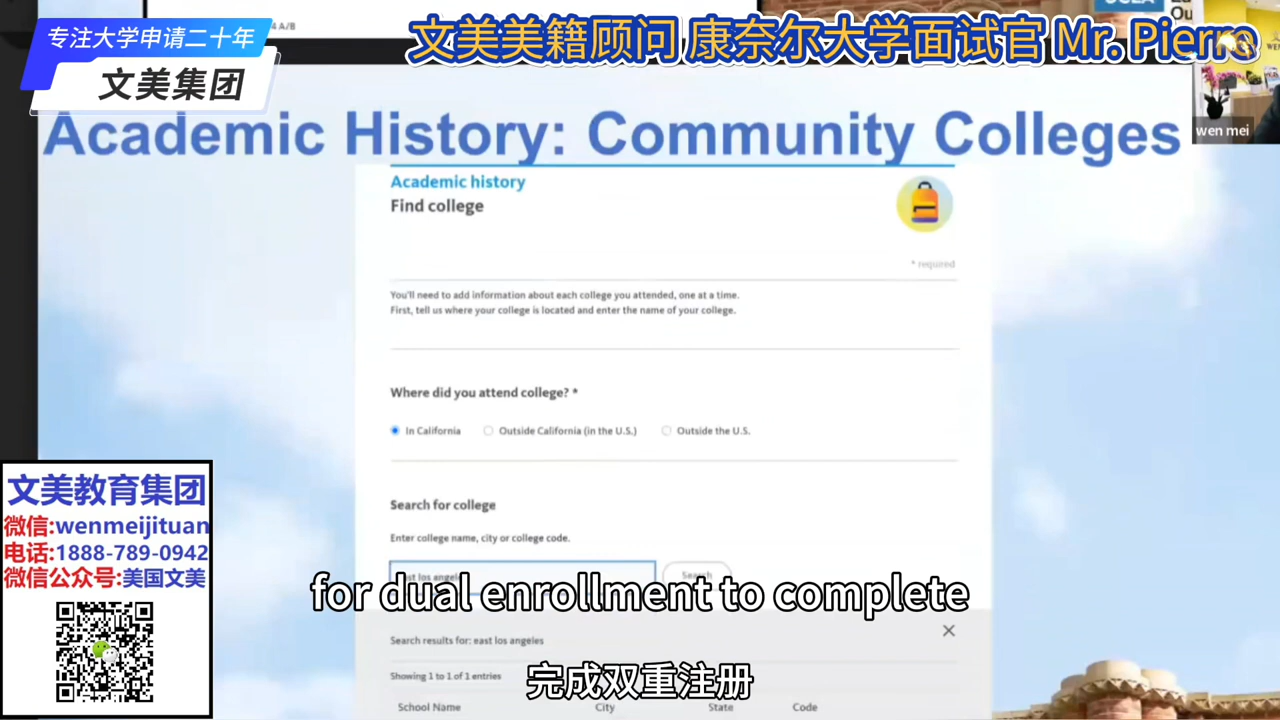 专注大学申请二十年
文美集团
文美美籍顾问 康奈尔大学面试官 Mr. Pierre
4 A/B
UCLA
Ou
wen mei
Academic History: Community Colleges
Academic history
Find college
* required
You'll need to add information about each college you attended, one at a time.
First, tell us where your college is located and enter the name of your college.
Where did you attend college? *
In California
Outside California (in the U.S.)
Outside the U.S.
Search for college
Enter college name, city or college code.
east los angeles
Search
for dual enrollment to complete
Search results for: east los angeles
Showing 1 to 1 of 1 entries
完成双重注册
School Name
City
State
Code
文美教育集团
微信:wenmeijituan
电话:1888-789-0942
微信公众号:美国文美